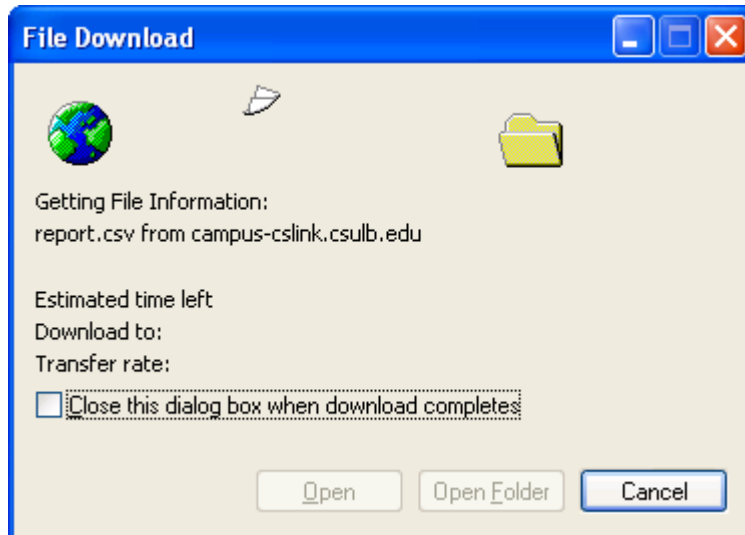 File Download
Getting File Information:
report.csv from campus-cslink.csulb.edu
Estimated time left
Download to:
Transfer rate:
Close this dialog box when download completes
Open
Open Folder
Cancel